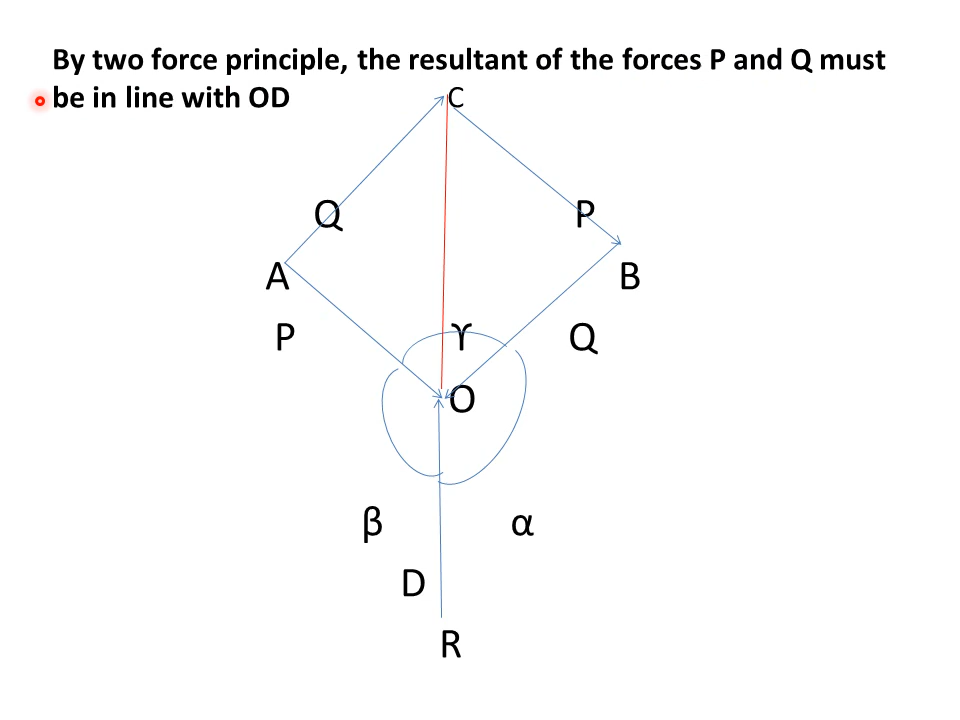 By two force principle, the resultant of the forces P and Q must
be in line with OD
C
Q P
A B
P ϒ Q
O
β α
D
R